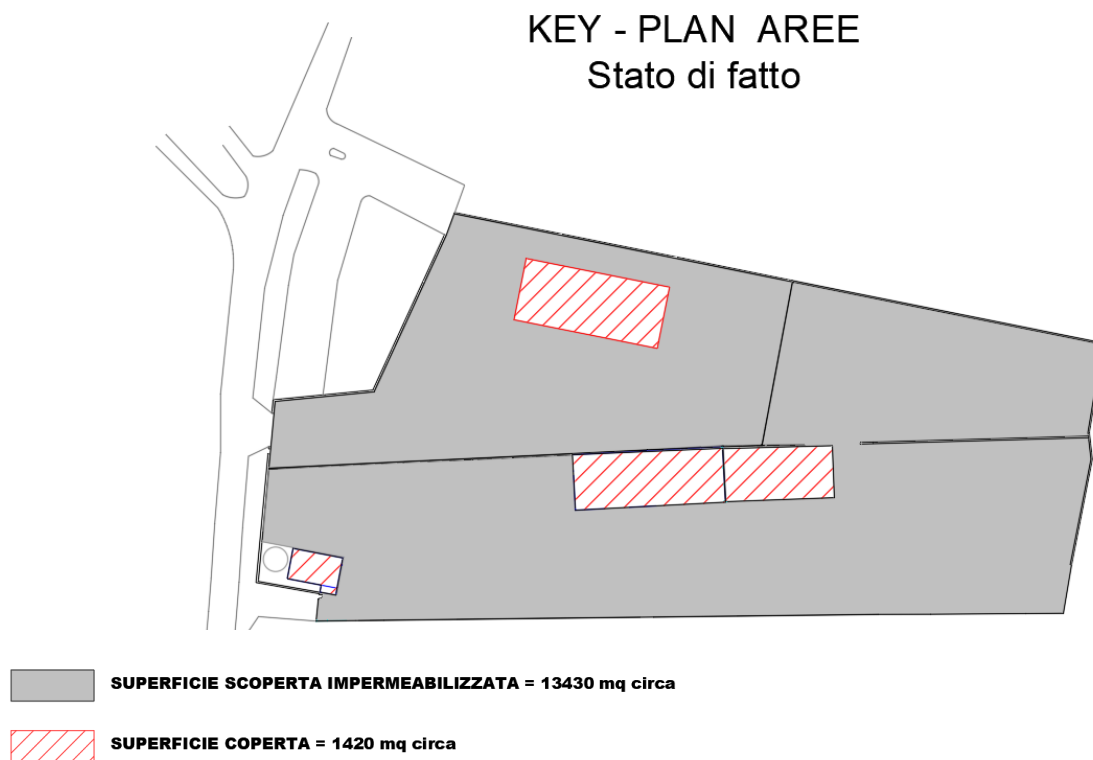 KEY - PLAN AREE
Stato di fatto
SUPERFICIE SCOPERTA IMPERMEABILIZZATA = 13430 mq circa
SUPERFICIE COPERTA = 1420 mq circa